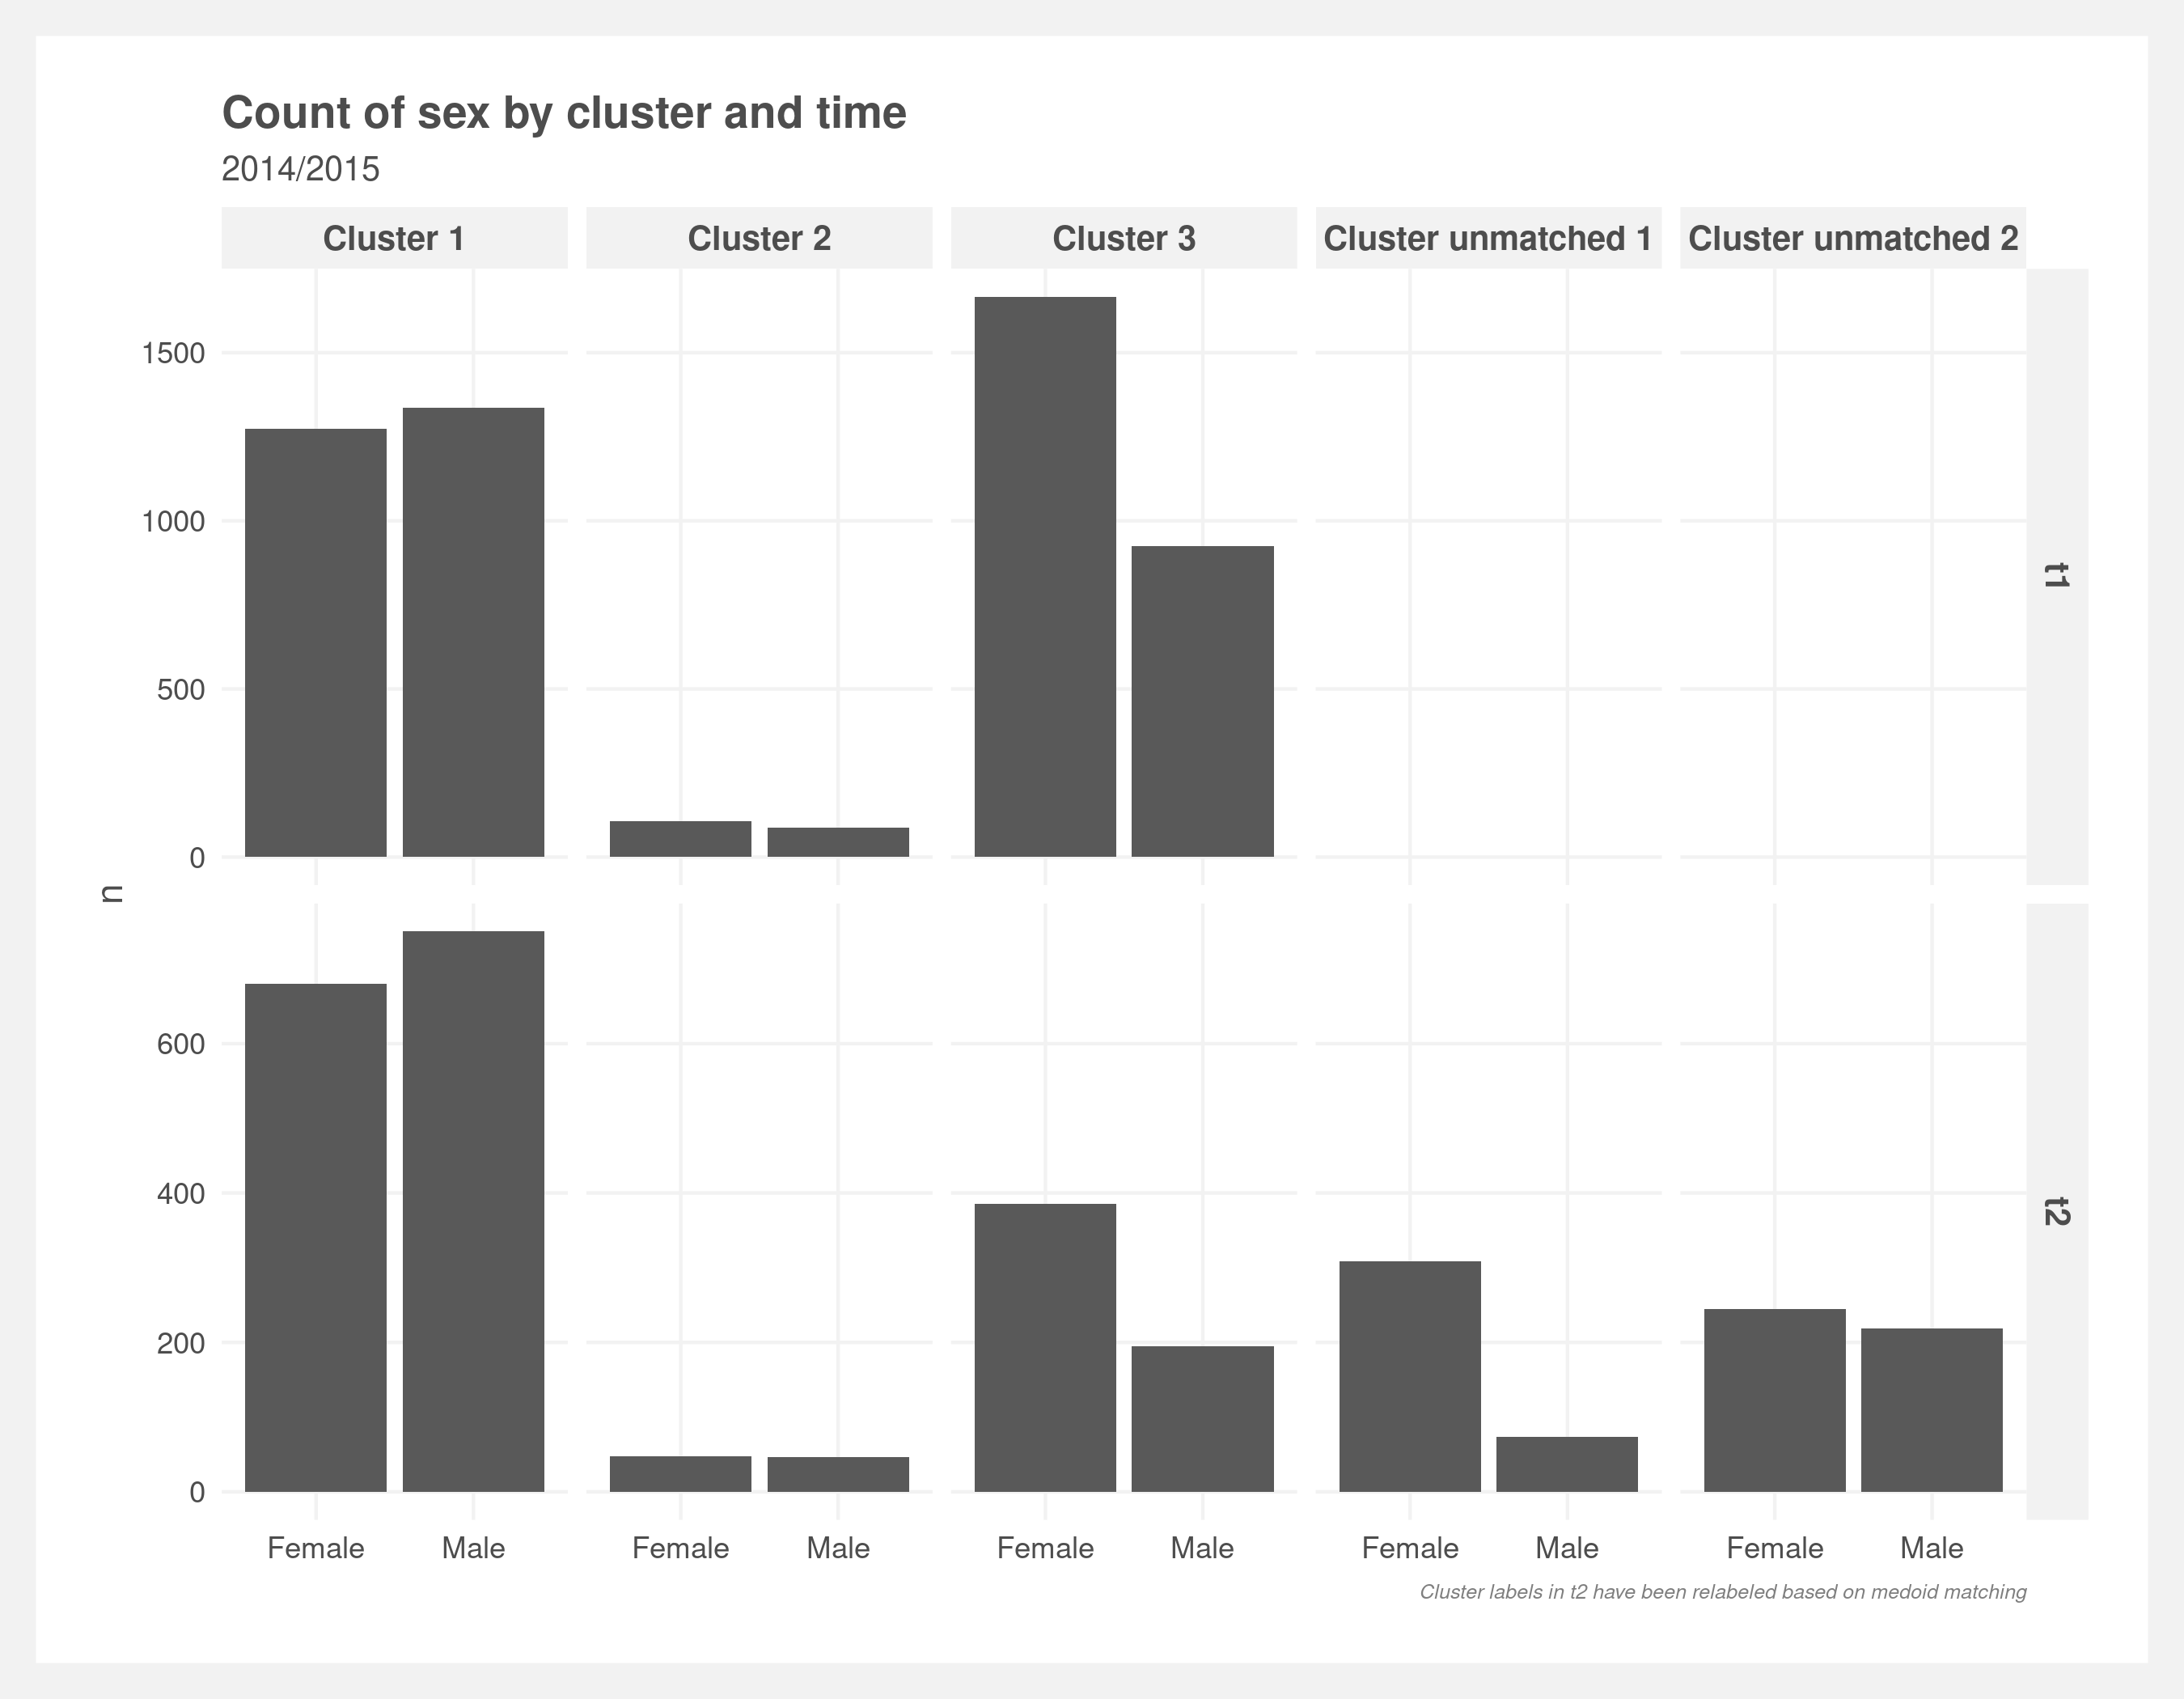 Count of sex by cluster and time
2014/2015
Cluster 1 Cluster 2 Cluster 3 Cluster unmatched 1 Cluster unmatched 2
1500
1000
500
0
t1
n
600
400
200
0
t2
Female Male Female Male Female Male Female Male Female Male
Cluster labels in t2 have been relabeled based on medoid matching